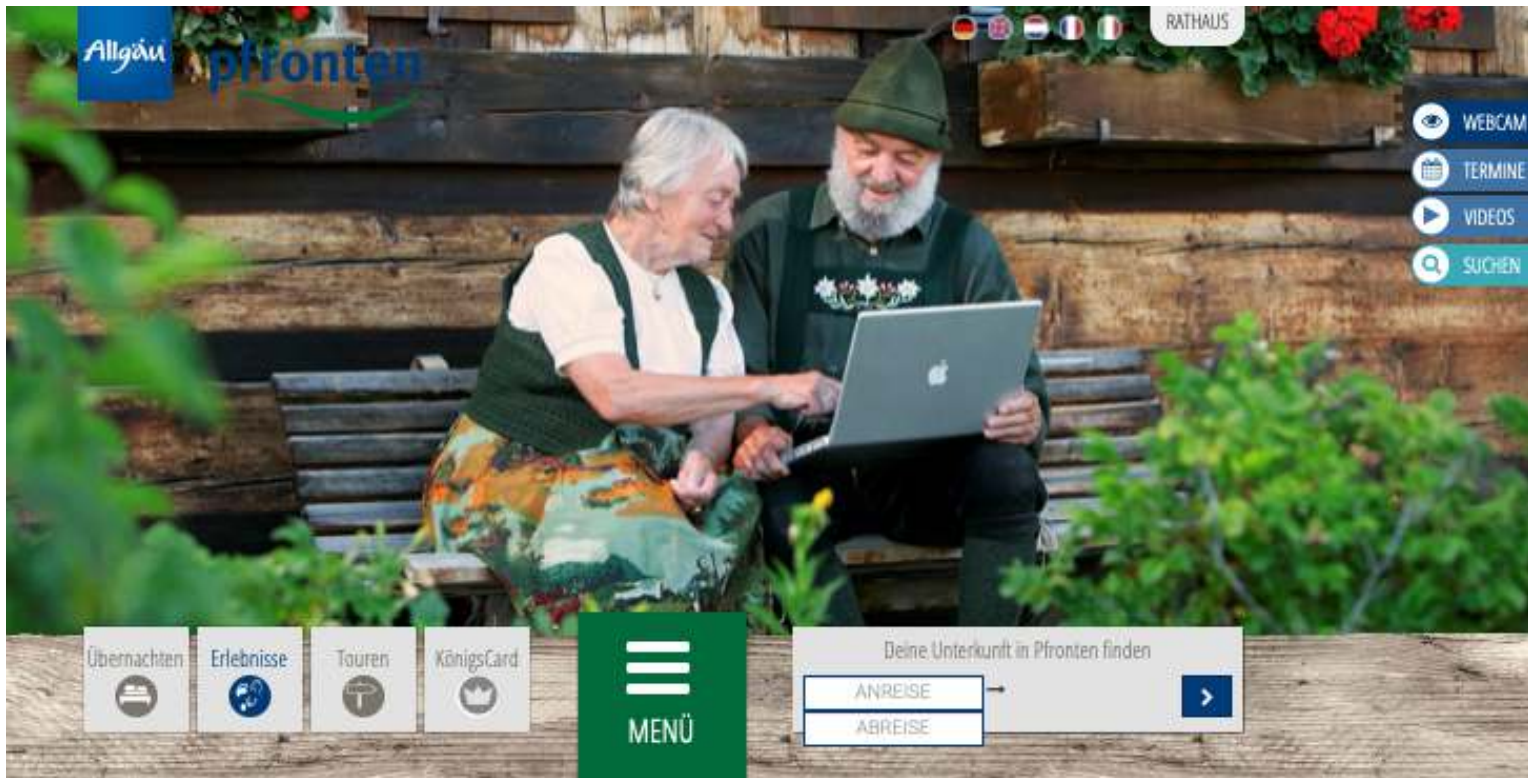 Allgäu
pfronten
RATHAUS
WEBCAM
TERMINE
VIDEOS
SUCHEN
Übernachten
Erlebnisse
Touren
KönigsCard
MENÜ
Deine Unterkunft in Pfronten finden
ANREISE
ABREISE